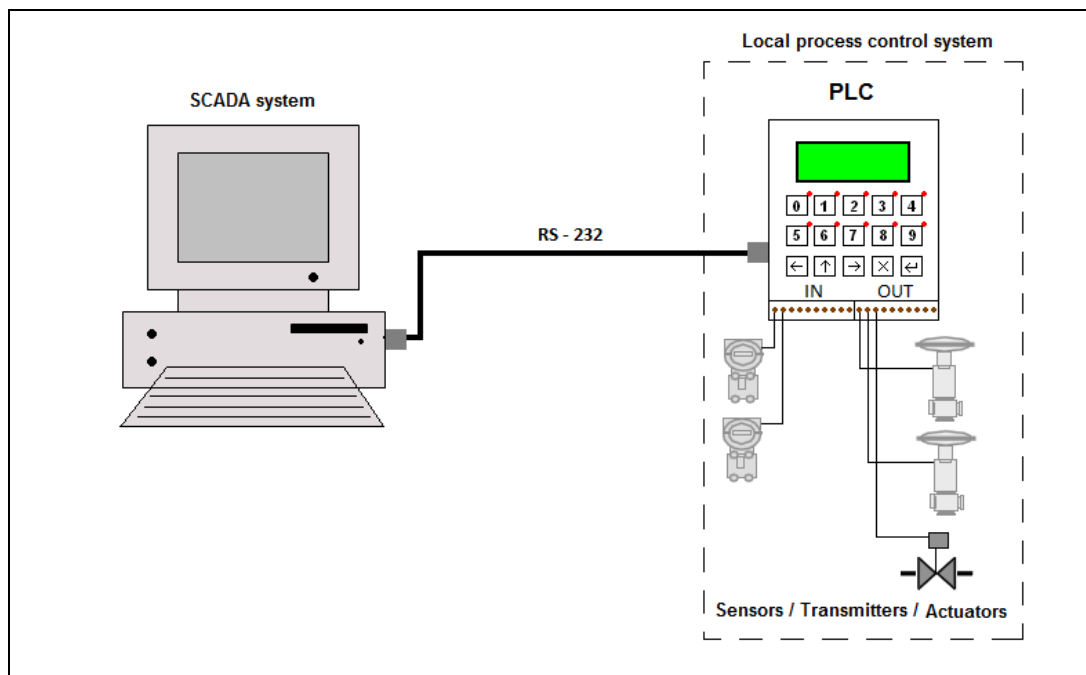 Local process control system
SCADA system
PLC
0 1 2 3 4
RS - 232
5 6 7 8 9
← ↑ → × ↵
IN OUT
Sensors / Transmitters / Actuators